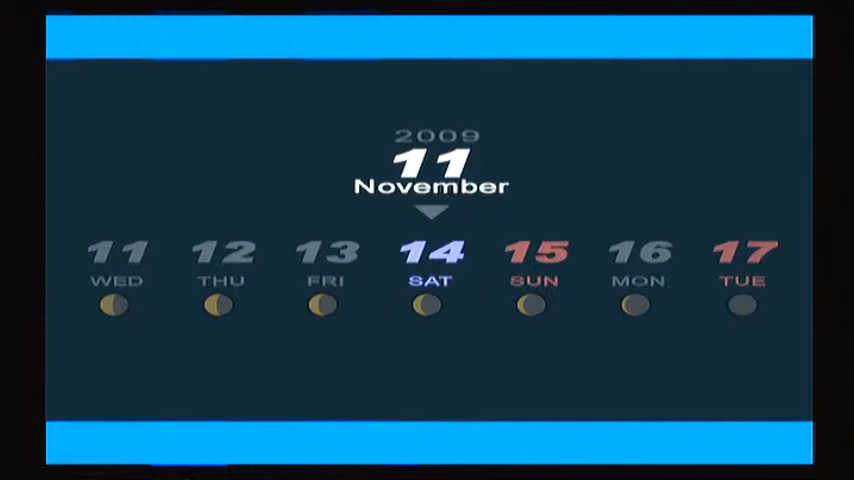 2009
11
November
11 12 13 14 15 16 17
WED THU FRI SAT SUN MON TUE